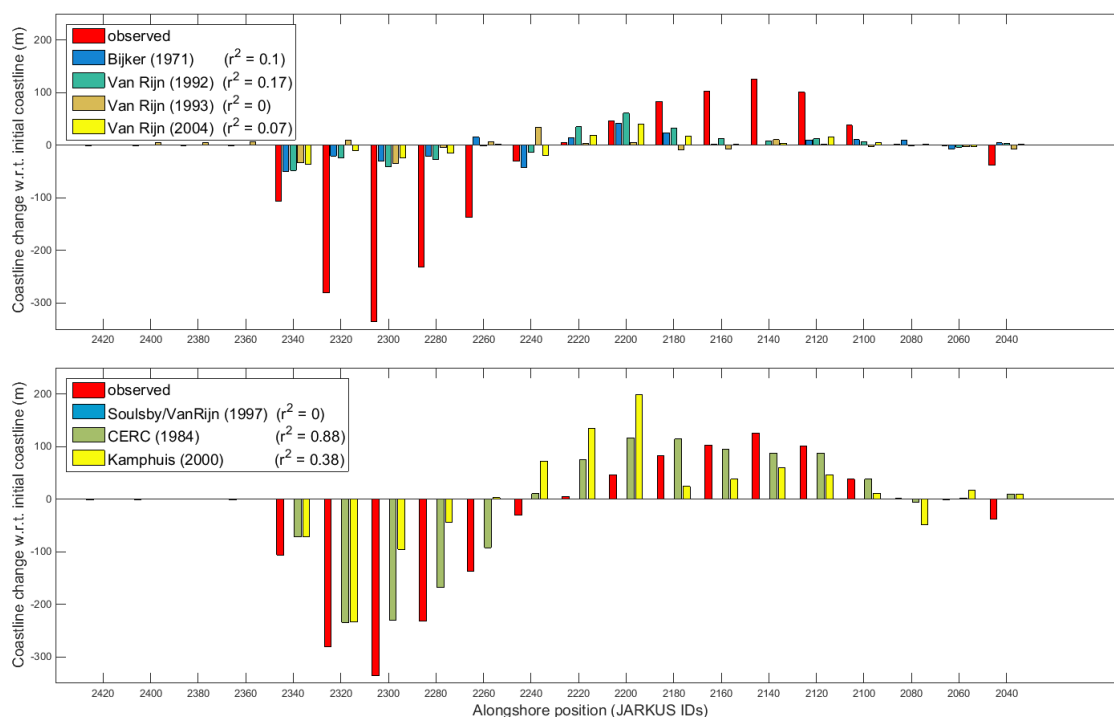 Coastline change w.r.t. initial coastline (m)
200
100
0
-100
-200
-300
observed
Bijker (1971) (r² = 0.1)
Van Rijn (1992) (r² = 0.17)
Van Rijn (1993) (r² = 0)
Van Rijn (2004) (r² = 0.07)
2420 2400 2380 2360 2340 2320 2300 2280 2260 2240 2220 2200 2180 2160 2140 2120 2100 2080 2060 2040
Coastline change w.r.t. initial coastline (m)
200
100
0
-100
-200
-300
observed
Soulsby/VanRijn (1997) (r² = 0)
CERC (1984) (r² = 0.88)
Kamphuis (2000) (r² = 0.38)
2420 2400 2380 2360 2340 2320 2300 2280 2260 2240 2220 2200 2180 2160 2140 2120 2100 2080 2060 2040
Alongshore position (JARKUS IDs)